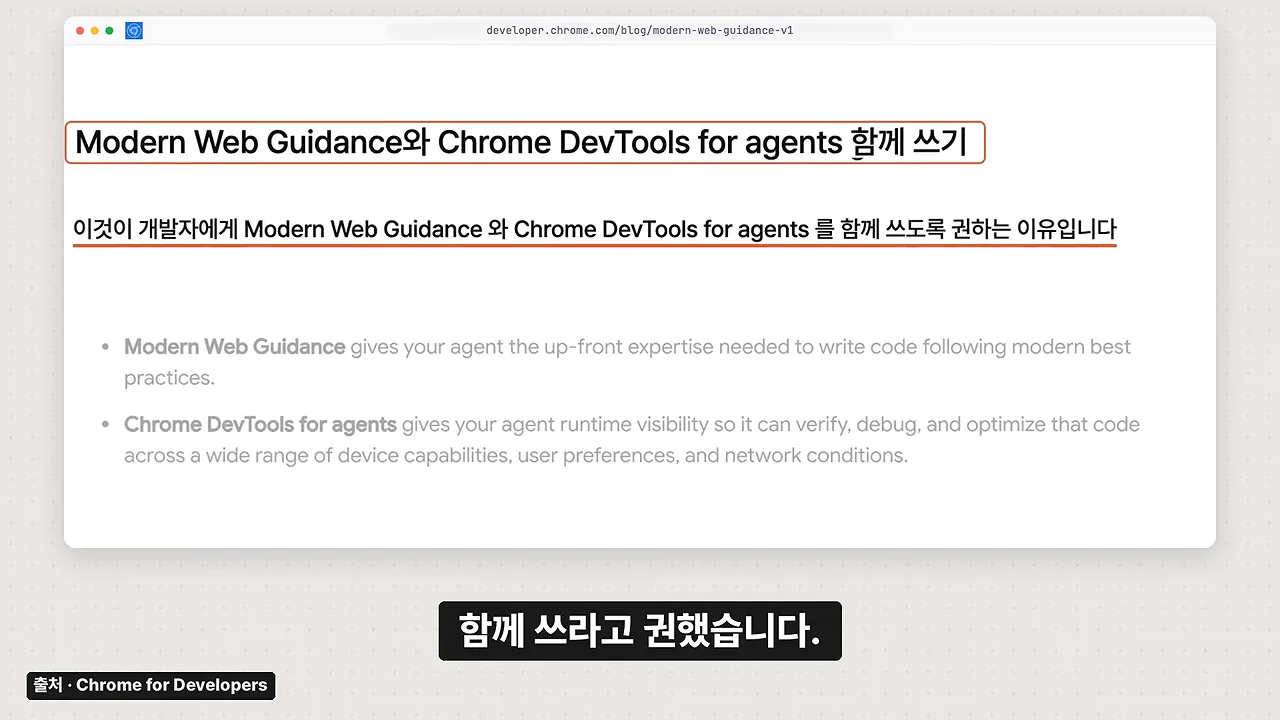 developer.chrome.com/blog/modern-web-guidance-v1
Modern Web Guidance와 Chrome DevTools for agents 함께 쓰기
이것이 개발자에게 Modern Web Guidance 와 Chrome DevTools for agents 를 함께 쓰도록 권하는 이유입니다
• Modern Web Guidance gives your agent the up-front expertise needed to write code following modern best
practices.
• Chrome DevTools for agents gives your agent runtime visibility so it can verify, debug, and optimize that code
across a wide range of device capabilities, user preferences, and network conditions.
함께 쓰라고 권했습니다.
출처 · Chrome for Developers